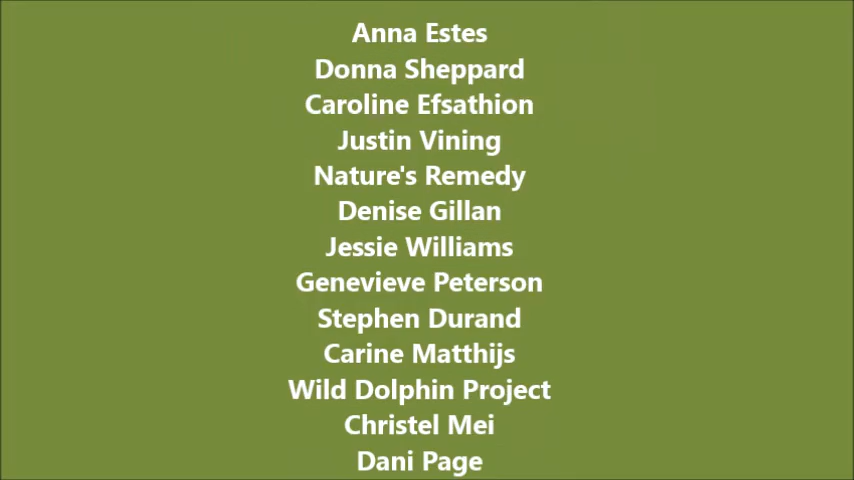 Anna Estes
Donna Sheppard
Caroline Efsathion
Justin Vining
Nature's Remedy
Denise Gillan
Jessie Williams
Genevieve Peterson
Stephen Durand
Carine Matthijs
Wild Dolphin Project
Christel Mei
Dani Page